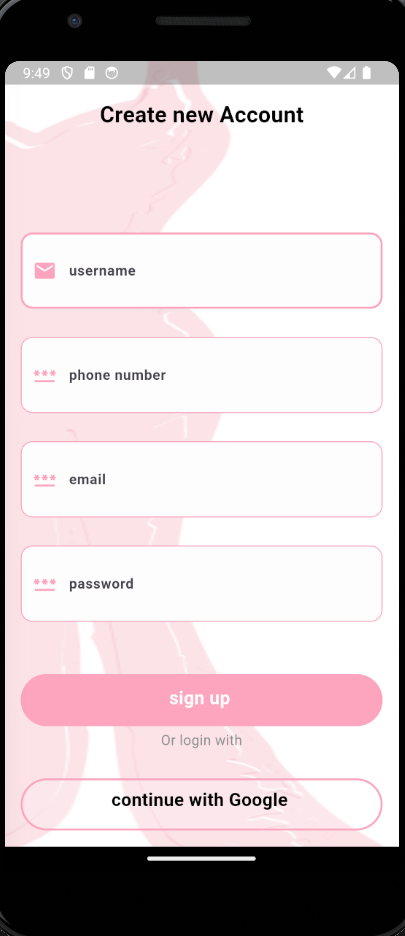 9:49
Create new Account
username
*** phone number
*** email
*** password
sign up
Or login with
continue with Google